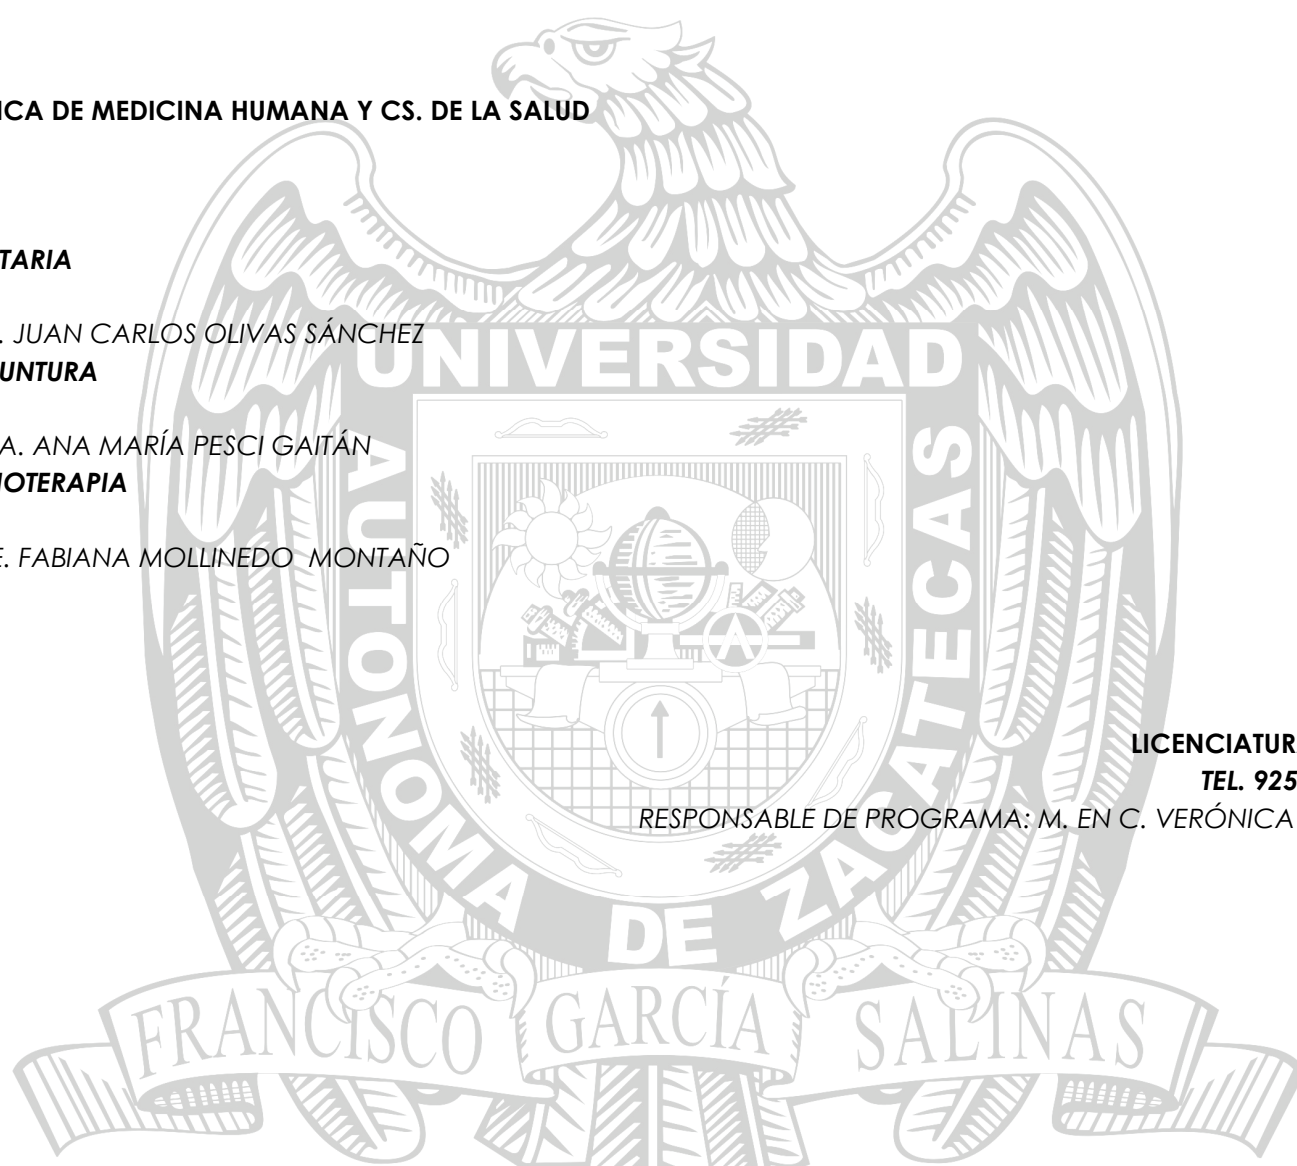 ICA DE MEDICINA HUMANA Y CS. DE LA SALUD
TARIA
. JUAN CARLOS OLIVAS SÁNCHEZ
UNTURA
A. ANA MARÍA PESCI GAITÁN
IOTERAPIA
E. FABIANA MOLLINEDO MONTAÑO
LICENCIATUR
TEL. 925
RESPONSABLE DE PROGRAMA: M. EN C. VERÓNICA
UNIVERSIDAD
AUTONOMA DE ZACATECAS
FRANCISCO GARCÍA SALINAS